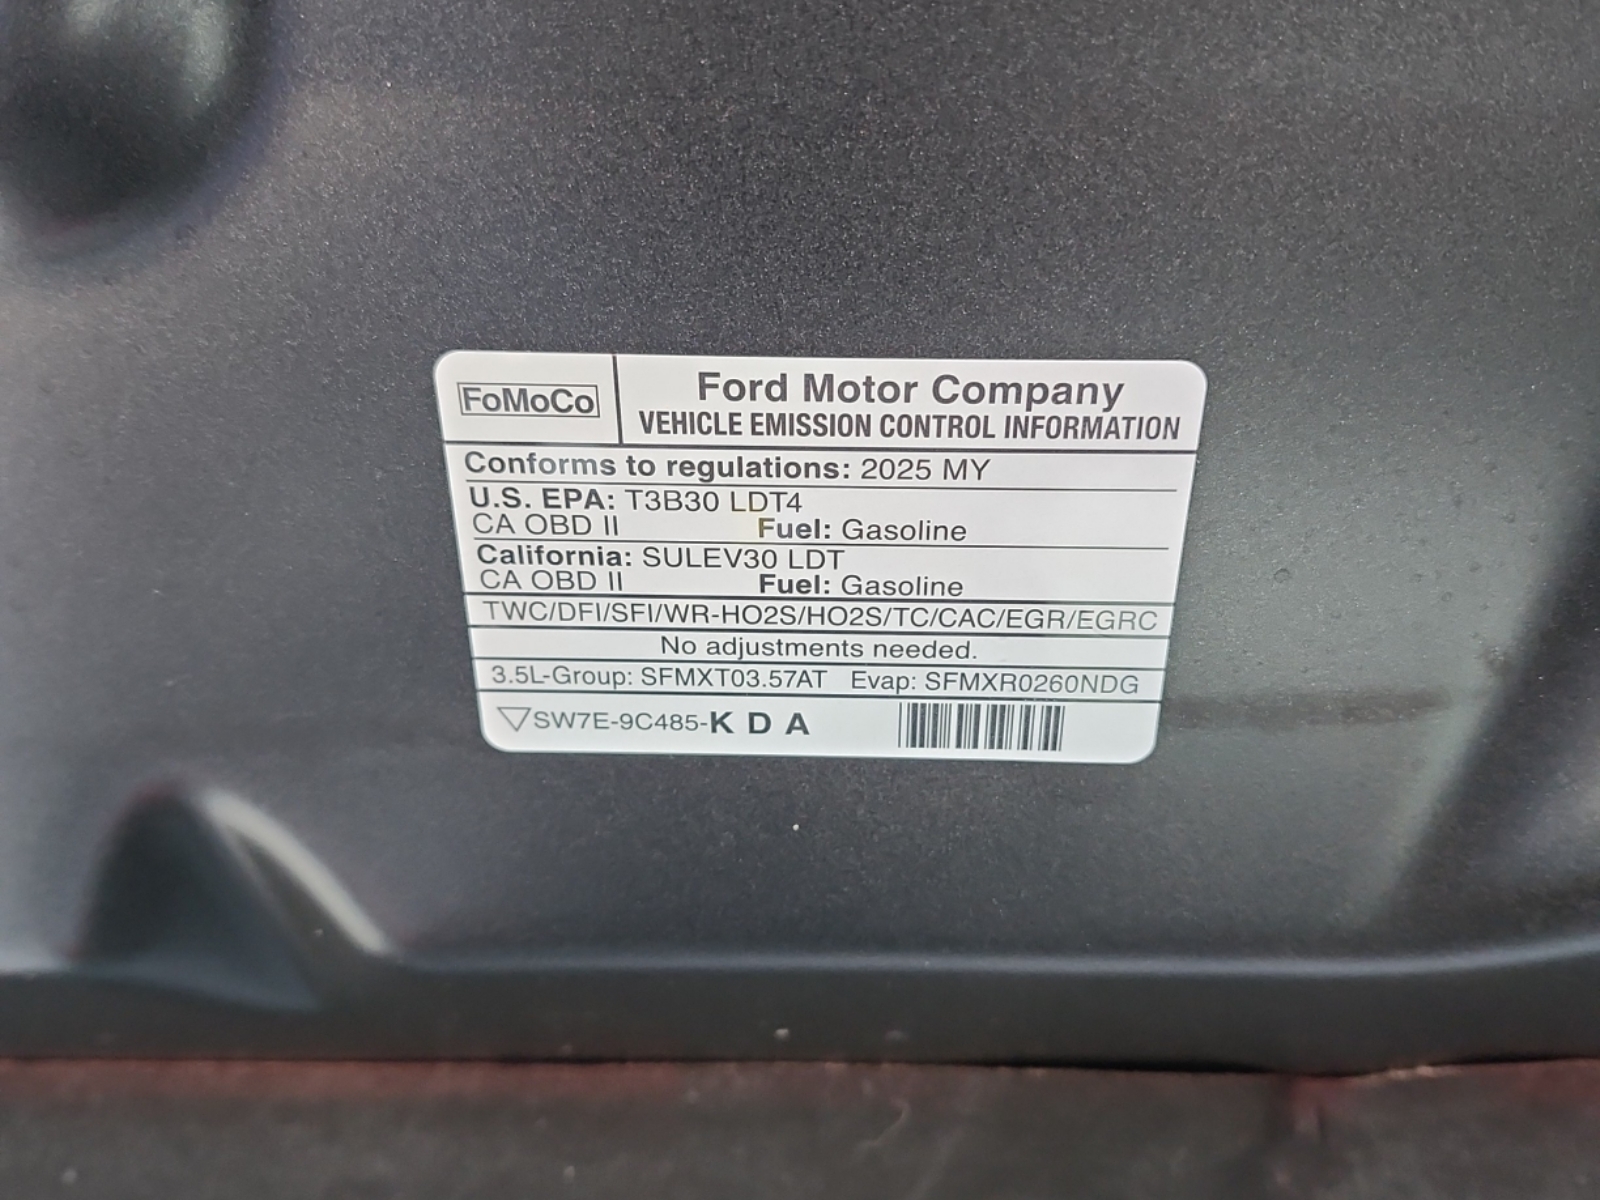 FoMoCo
Ford Motor Company
VEHICLE EMISSION CONTROL INFORMATION
Conforms to regulations: 2025 MY
U.S. EPA: T3B30 LDT4
CA OBD II Fuel: Gasoline
California: SULEV30 LDT
CA OBD II Fuel: Gasoline
TWC/DFI/SFI/WR-HO2S/HO2S/TC/CAC/EGR/EGRC
No adjustments needed.
3.5L-Group: SFMXT03.57AT Evap: SFMXR0260NDG
▽SW7E-9C485-K D A